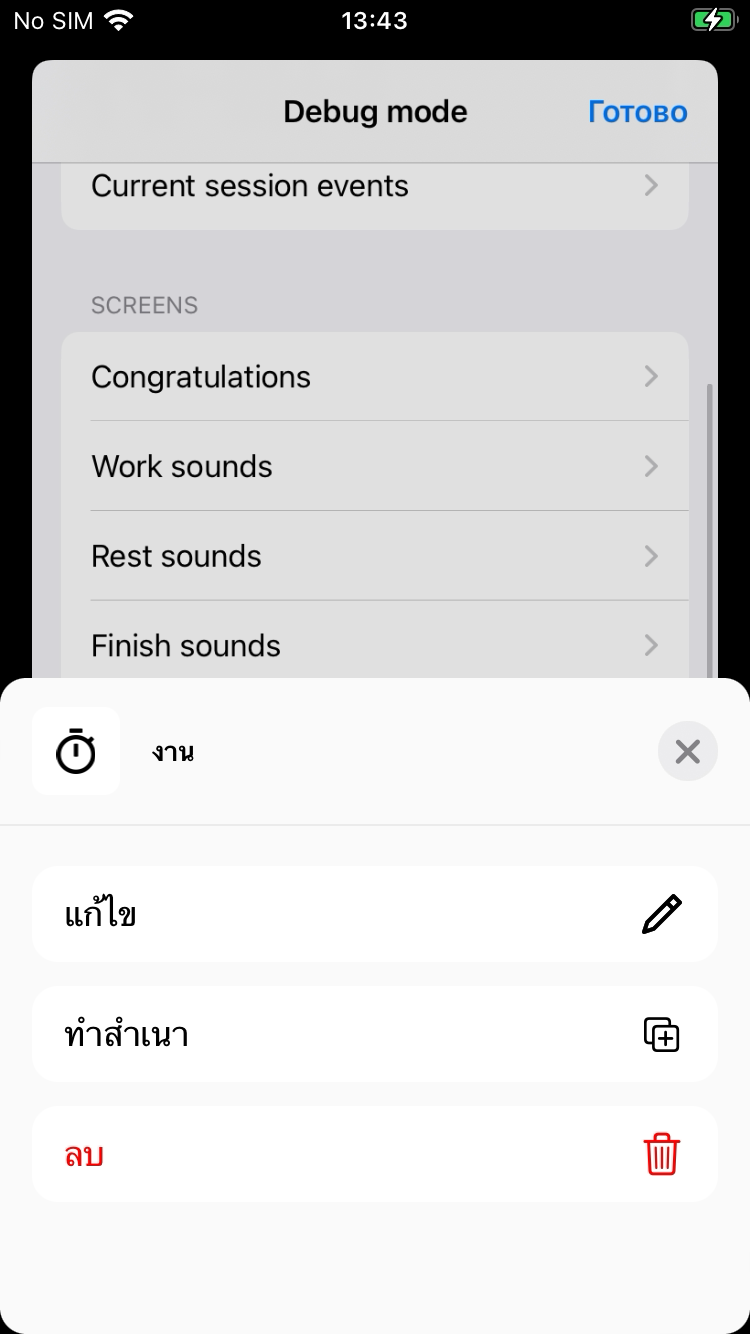 No SIM 13:43
Debug mode Готово
Current session events
SCREENS
Congratulations
Work sounds
Rest sounds
Finish sounds
งาน
แก้ไข
ทำสำเนา
ลบ